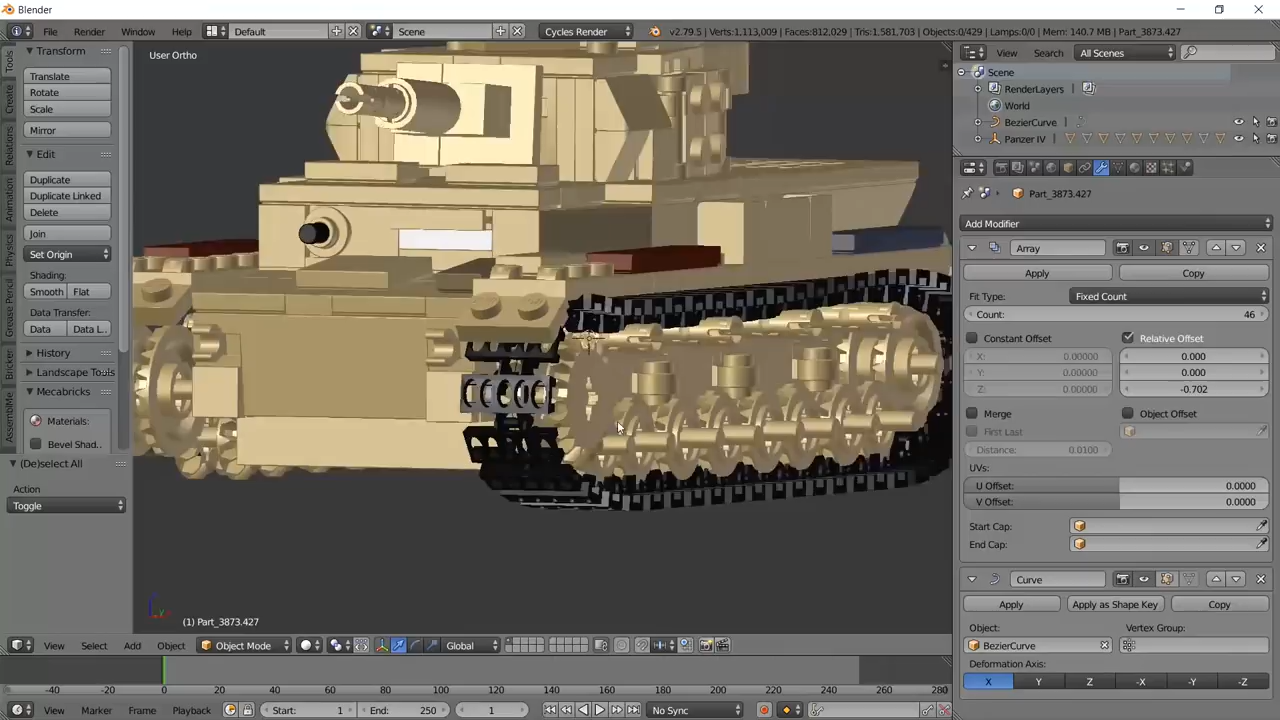 Blender
File Render Window Help Default Scene Cycles Render v2.79.5 | Verts:1,113,009 | Faces:812,029 | Tris:1,581,703 | Objects:0/429 | Lamps:0/0 | Mem: 140.7 MB | Part_3873.427
Tools
Create
Relations
Animation
Physics
Grease Pencil
Bricker
AssemblMe
Transform
Translate
Rotate
Scale
Mirror
Edit
Duplicate
Duplicate Linked
Delete
Join
Set Origin
Shading:
Smooth Flat
Data Transfer:
Data Data L..
History
Landscape Tools
Mecabricks
Materials:
Bevel Shad..
(De)select All
Action
Toggle
User Ortho
(1) Part_3873.427
View Select Add Object Object Mode Global
-40 -20 0 20 40 60 80 100 120 140 160 180 200 220 240 260 280
View Marker Frame Playback Start: 1 End: 250 1 No Sync
View Search All Scenes
Scene
RenderLayers
World
BezierCurve
Panzer IV
Part_3873.427
Add Modifier
Array
Apply Copy
Fit Type: Fixed Count
Count: 46
Constant Offset Relative Offset
X: 0.00000 0.000
Y: 0.00000 0.000
Z: 0.00000 -0.702
Merge Object Offset
First Last
Distance: 0.0100
UVs:
U Offset: 0.0000
V Offset: 0.0000
Start Cap:
End Cap:
Curve
Apply Apply as Shape Key Copy
Object: Vertex Group:
BezierCurve
Deformation Axis:
X Y Z -X -Y -Z